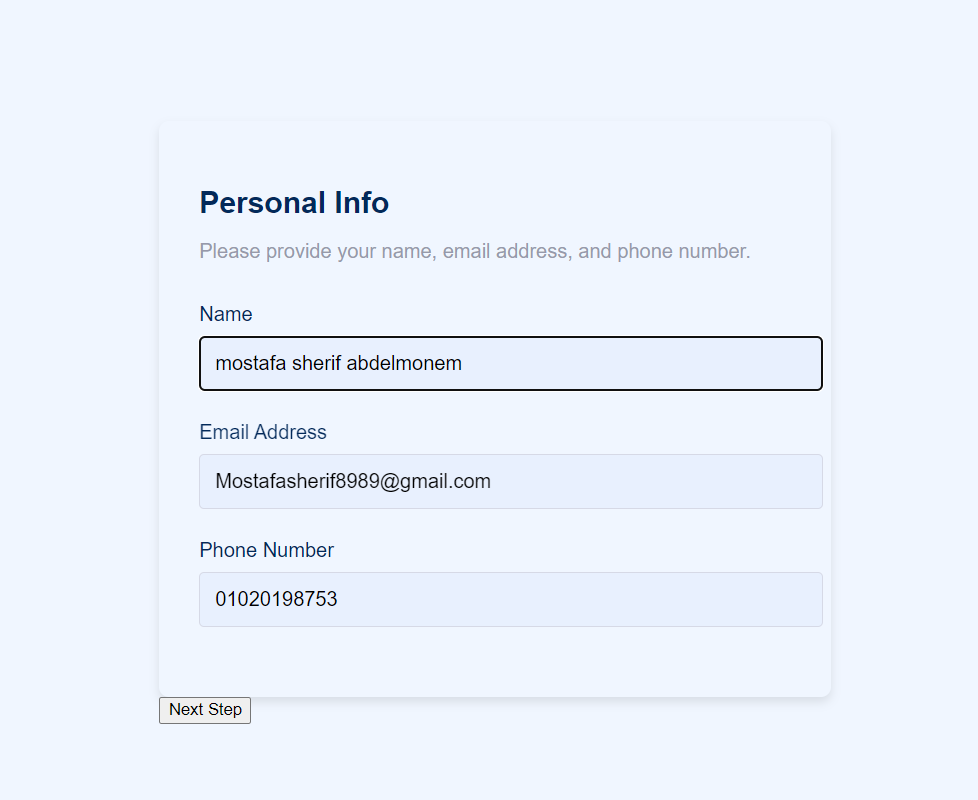 Personal Info
Please provide your name, email address, and phone number.
Name
mostafa sherif abdelmonem
Email Address
Mostafasherif8989@gmail.com
Phone Number
01020198753
Next Step